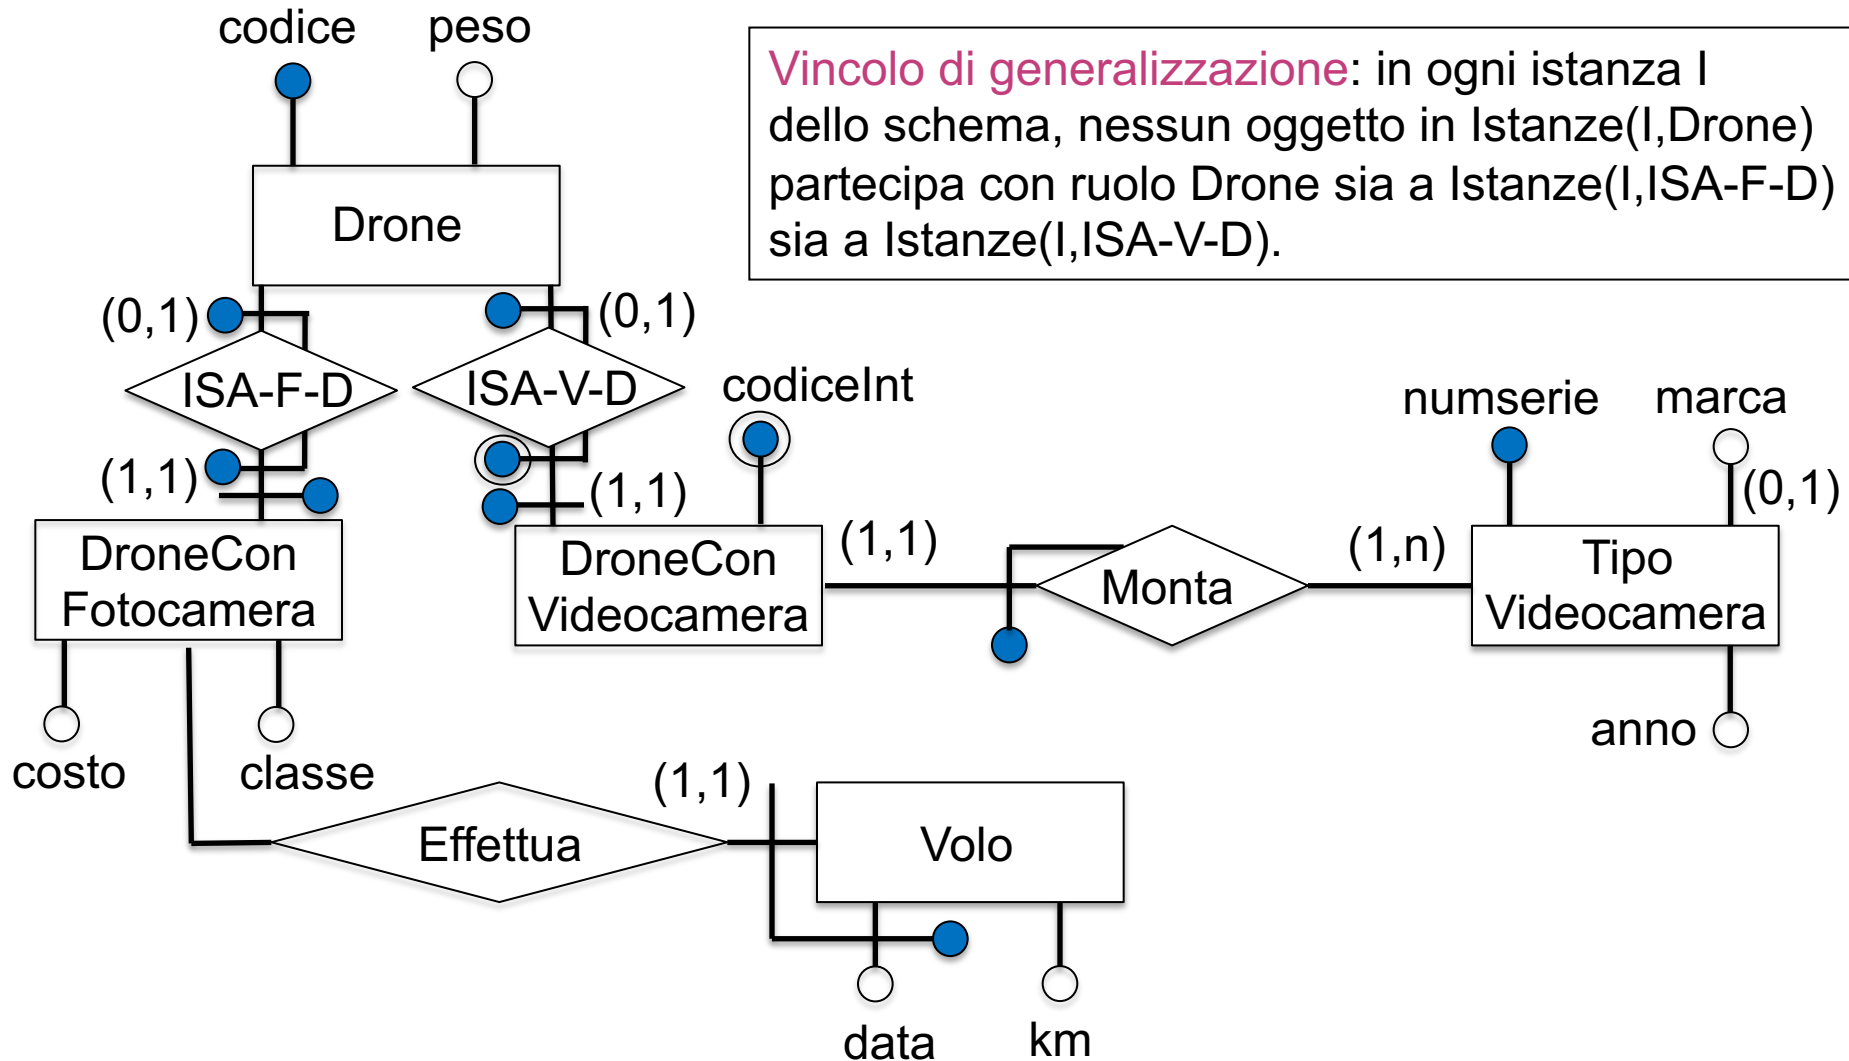 codice
peso
Vincolo di generalizzazione: in ogni istanza I
dello schema, nessun oggetto in Istanze(I,Drone)
partecipa con ruolo Drone sia a Istanze(I,ISA-F-D)
sia a Istanze(I,ISA-V-D).
Drone
(0,1)
(0,1)
ISA-F-D
ISA-V-D
codiceInt
numserie
marca
(1,1)
(1,1)
(0,1)
DroneCon
Fotocamera
DroneCon
Videocamera
(1,1)
Monta
(1,n)
Tipo
Videocamera
costo
classe
anno
Effettua
(1,1)
Volo
data
km